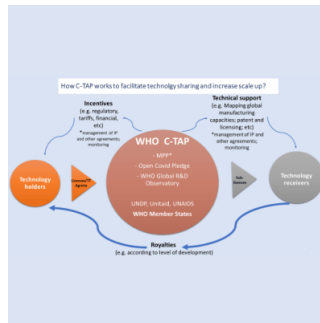 How C-TAP works to facilitate technolgy sharing and increase scale up?
Incentives
(e.g. regulatory,
tariffs, financial,
etc)
*management of IP
and other agreements;
monitoring
Technical support
(e.g. Mapping global
manufacturing
capacities; patent and
licensing; etc)
*management of IP and
other agreements;
monitoring
WHO C-TAP
- MPP*
- Open Covid Pledge
- WHO Global R&D
Observatory
UNDP, Unitaid, UNAIDS
WHO Member States
Technology
holders
Technology
receivers
Royalties
(e.g. according to level of development)